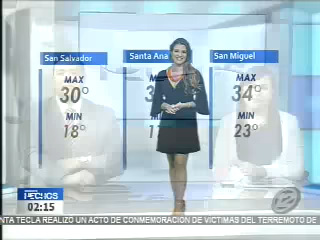 San Salvador
MAX
30°
MIN
18°
Santa Ana
San Miguel
MAX
34°
MIN
23°
HECHOS
02:15
ANTA TECLA REALIZO UN ACTO DE CONMEMORACION DE VICTIMAS DEL TERREMOTO DE